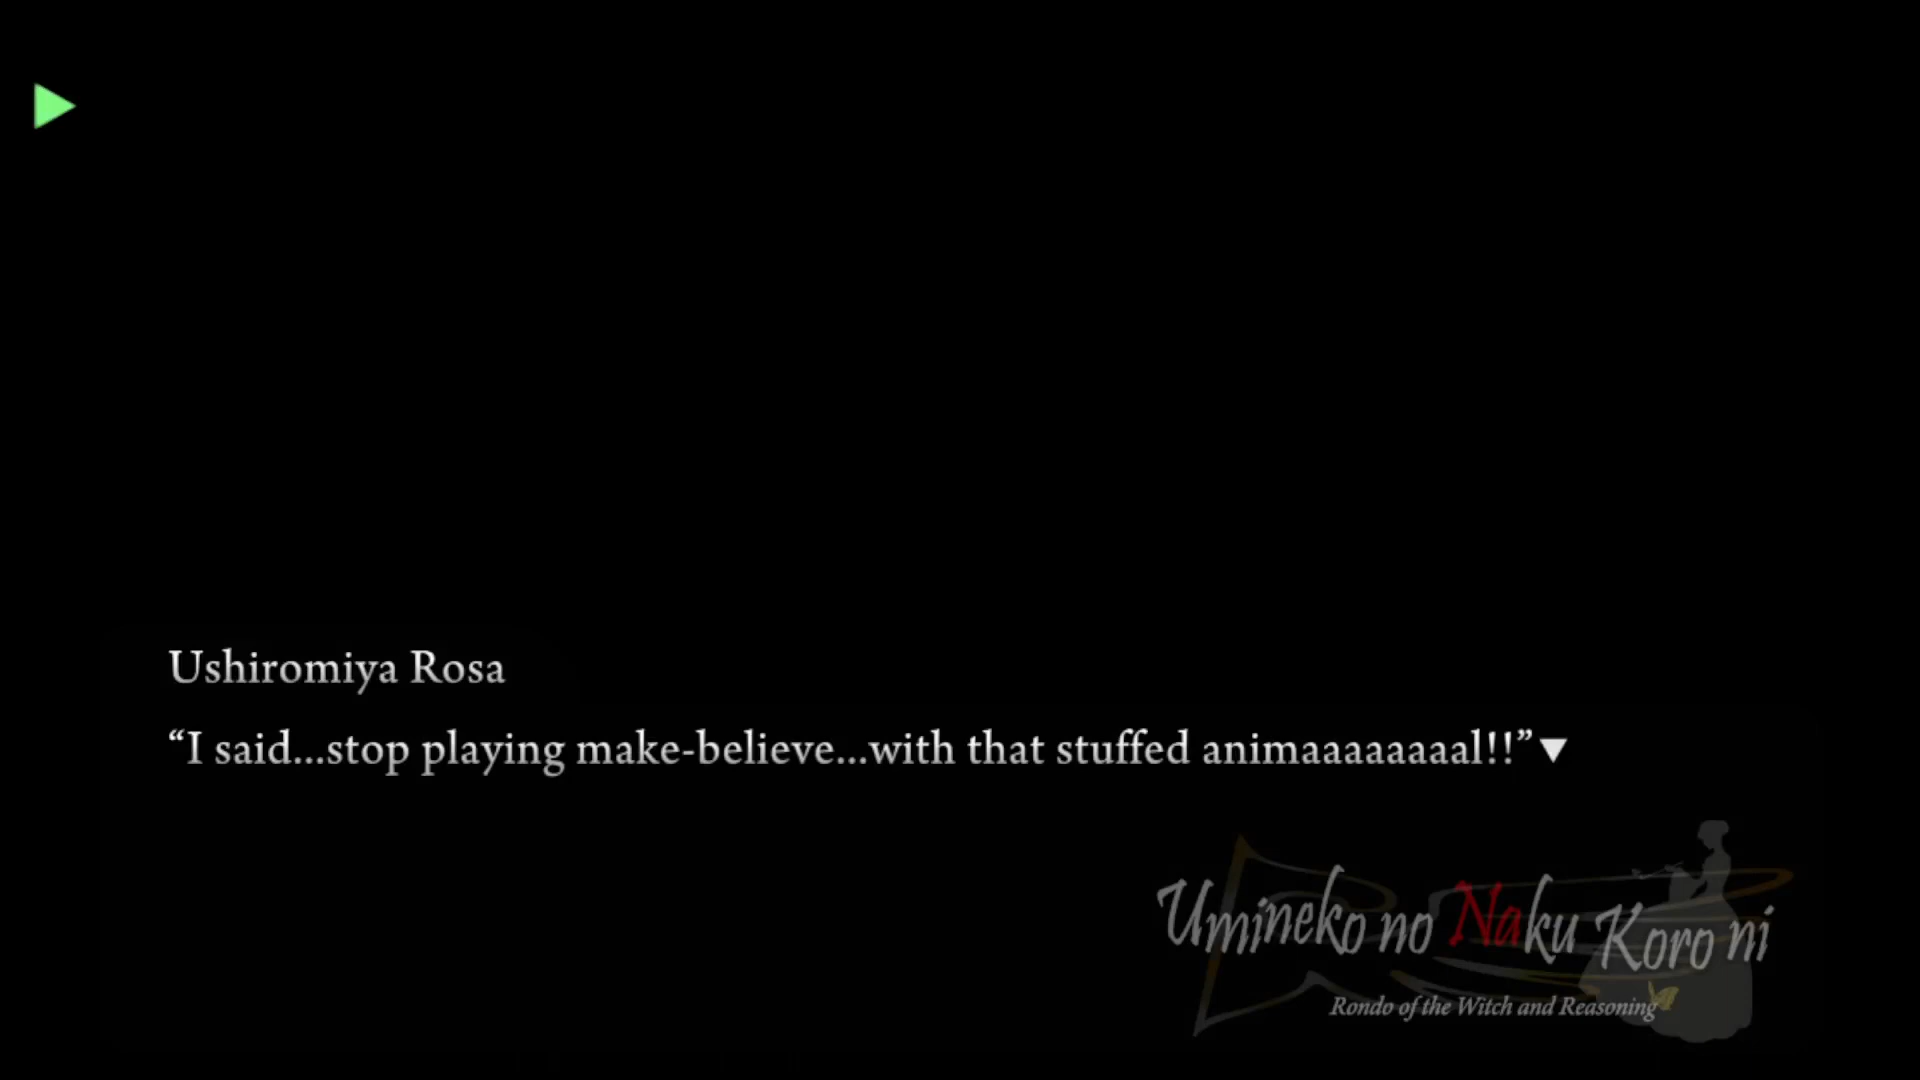 Ushiromiya Rosa
“I said...stop playing make-believe...with that stuffed animaaaaaaaal!!”
Umineko no Naku Koro ni
Rondo of the Witch and Reasoning